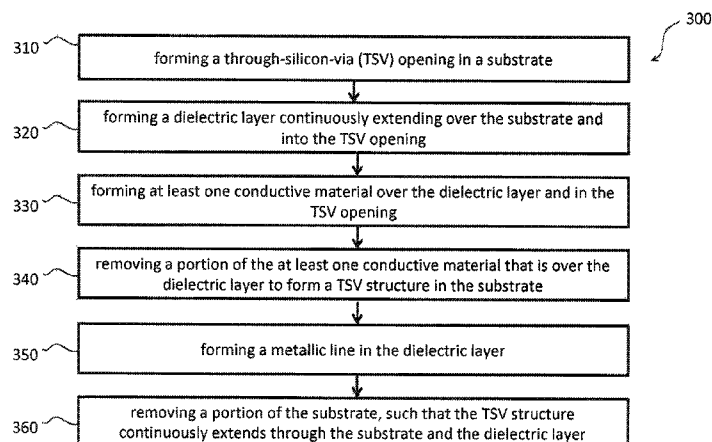 300
310
forming a through-silicon-via (TSV) opening in a substrate
320
forming a dielectric layer continuously extending over the substrate and
into the TSV opening
330
forming at least one conductive material over the dielectric layer and in
the TSV opening
340
removing a portion of the at least one conductive material that is over the
dielectric layer to form a TSV structure in the substrate
350
forming a metallic line in the dielectric layer
360
removing a portion of the substrate, such that the TSV structure
continuously extends through the substrate and the dielectric layer